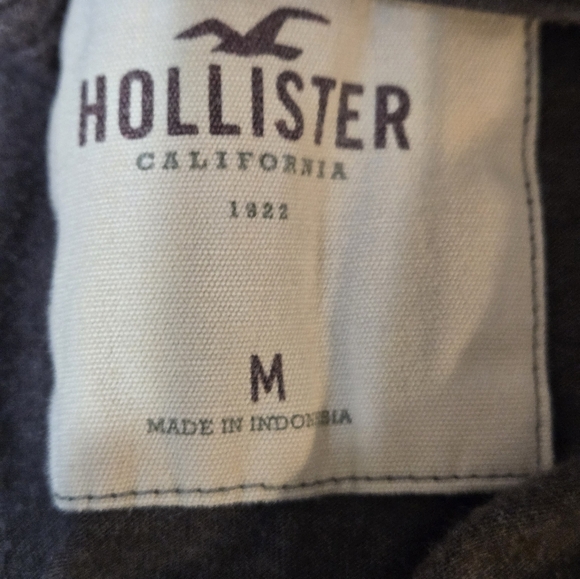 HOLLISTER
CALIFORNIA
1922
M
MADE IN INDONESIA